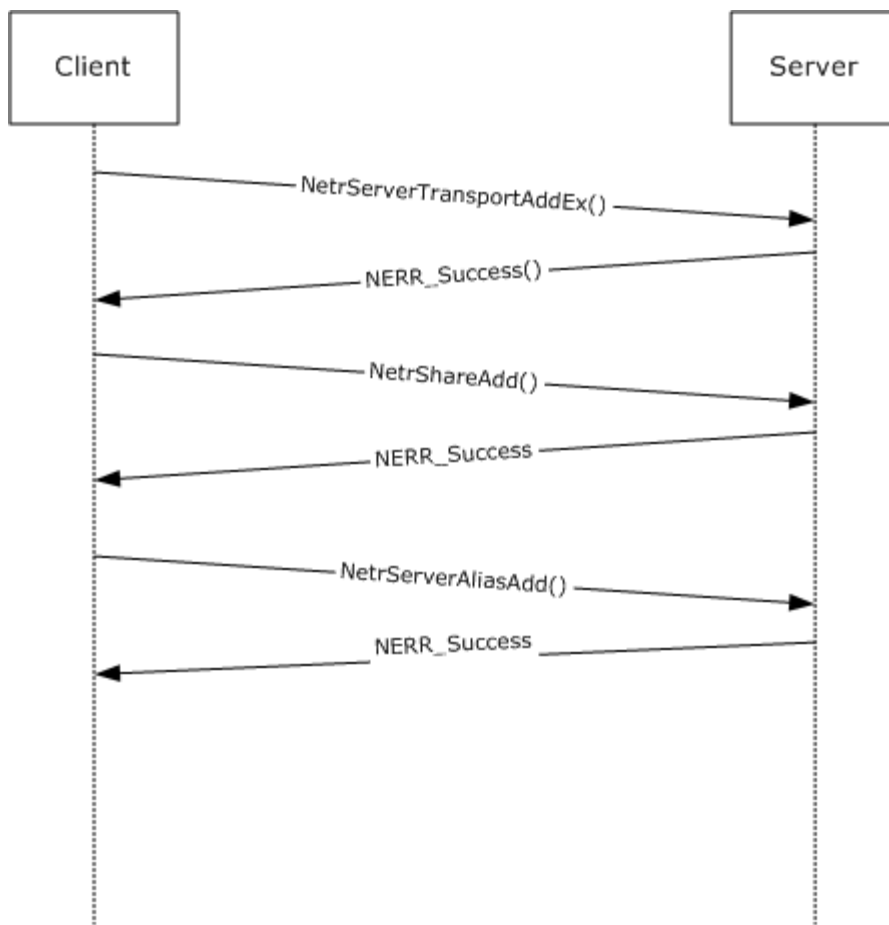 Client
Server
NetrServerTransportAddEx()
NERR_Success()
NetrShareAdd()
NERR_Success
NetrServerAliasAdd()
NERR_Success